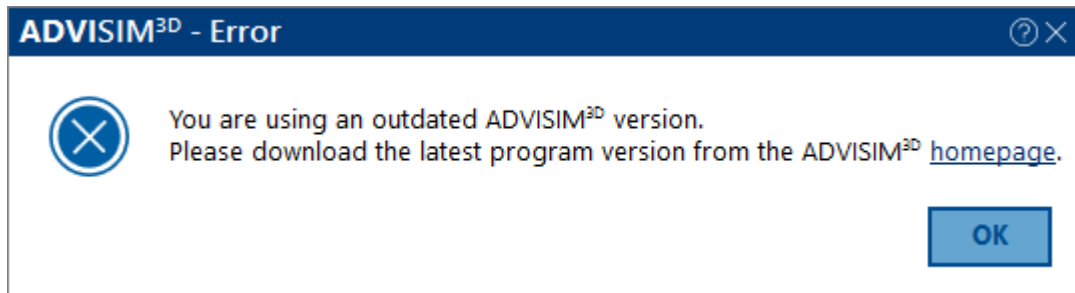 ADVISIM³ᴰ - Error
You are using an outdated ADVISIM³ᴰ version.
Please download the latest program version from the ADVISIM³ᴰ homepage.
OK